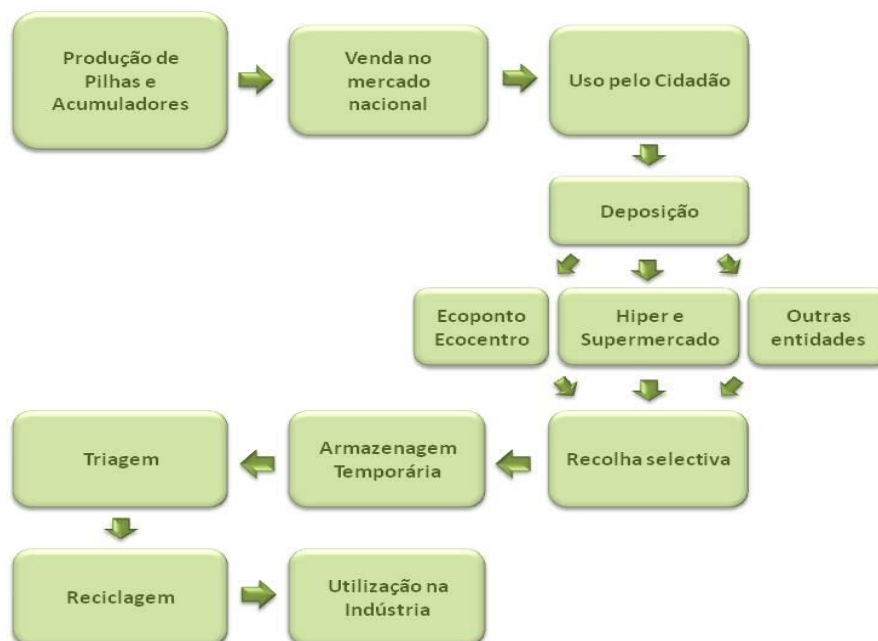 Produção de
Pilhas e
Acumuladores
Venda no
mercado
nacional
Uso pelo Cidadão
Deposição
Ecoponto
Ecocentro
Hiper e
Supermercado
Outras
entidades
Recolha selectiva
Armazenagem
Temporária
Triagem
Reciclagem
Utilização na
Indústria